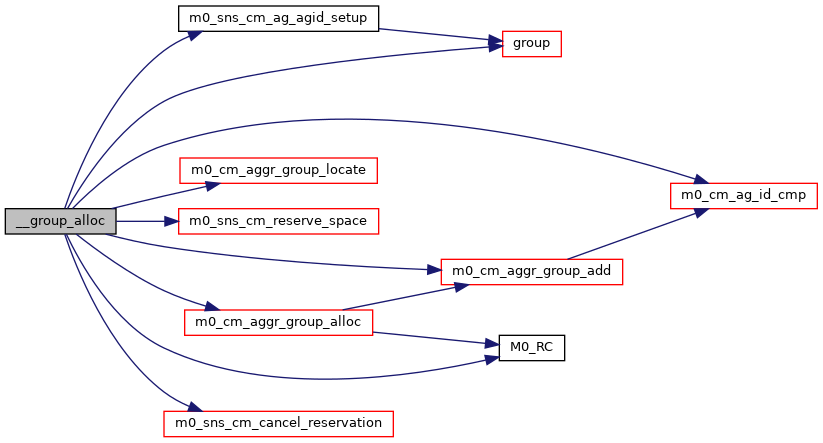 m0_sns_cm_ag_agid_setup
group
m0_cm_aggr_group_locate
m0_cm_ag_id_cmp
__group_alloc
m0_sns_cm_reserve_space
m0_cm_aggr_group_add
m0_cm_aggr_group_alloc
M0_RC
m0_sns_cm_cancel_reservation